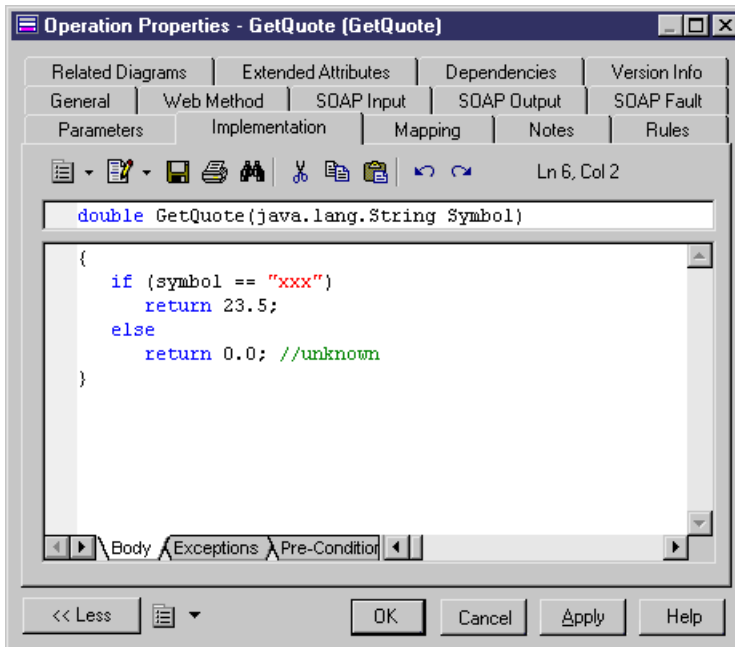 Operation Properties - GetQuote (GetQuote)
Related Diagrams Extended Attributes Dependencies Version Info
General Web Method SOAP Input SOAP Output SOAP Fault
Parameters Implementation Mapping Notes Rules
Ln 6, Col 2
double GetQuote(java.lang.String Symbol)
{
if (symbol == "xxx")
return 23.5;
else
return 0.0; //unknown
}
Body Exceptions Pre-Condition
<< Less OK Cancel Apply Help